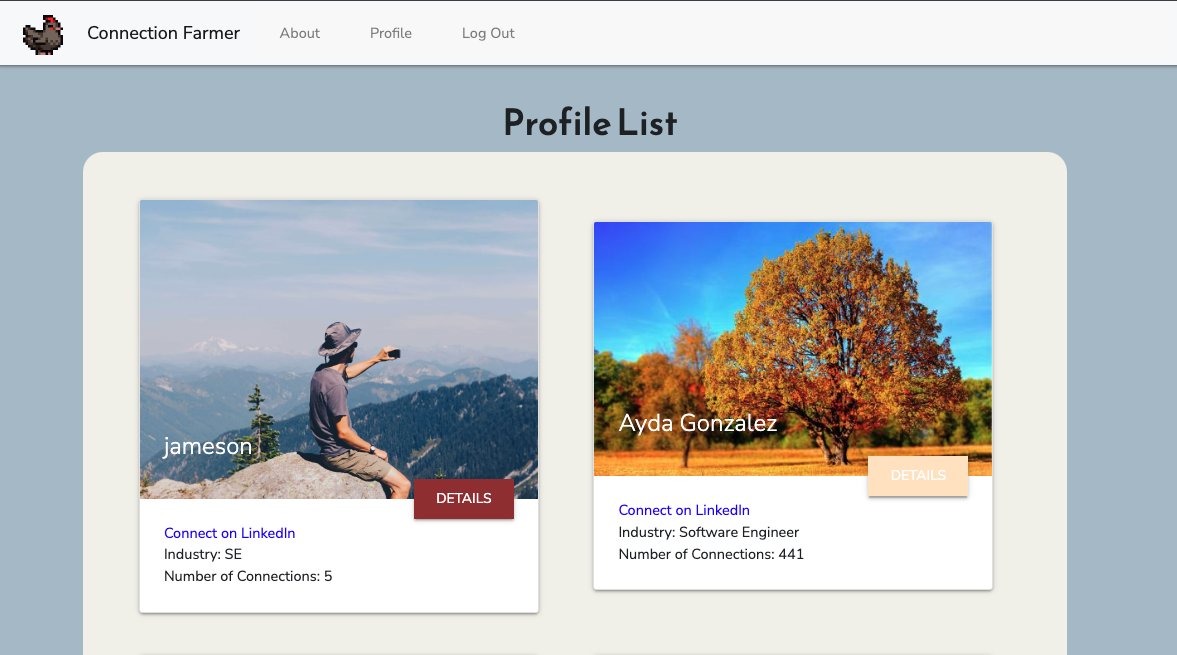 Connection Farmer
About
Profile
Log Out
Profile List
jameson
DETAILS
Connect on LinkedIn
Industry: SE
Number of Connections: 5
Ayda Gonzalez
DETAILS
Connect on LinkedIn
Industry: Software Engineer
Number of Connections: 441